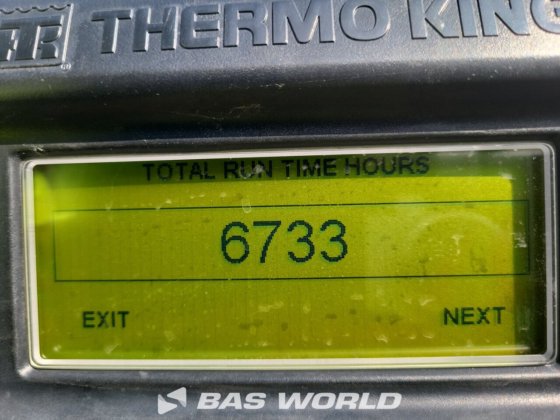 THERMO KING
TOTAL RUN TIME HOURS
6733
EXIT
NEXT
BAS WORLD